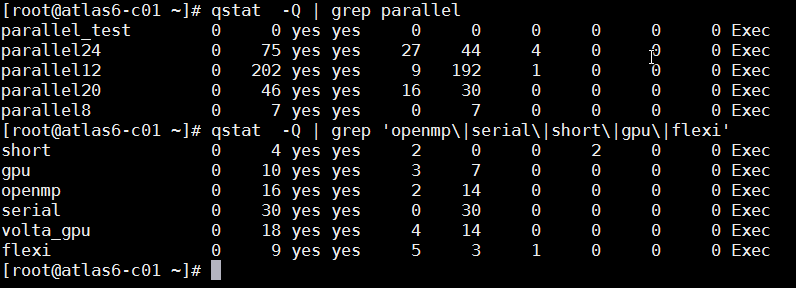 [root@atlas6-c01 ~]# qstat  -Q | grep parallel
parallel_test       0     0 yes yes     0     0     0     0     0     0 Exec
parallel24          0    75 yes yes    27    44     4     0     0     0 Exec
parallel12          0   202 yes yes     9   192     1     0     0     0 Exec
parallel20          0    46 yes yes    16    30     0     0     0     0 Exec
parallel8           0     7 yes yes     0     7     0     0     0     0 Exec
[root@atlas6-c01 ~]# qstat  -Q | grep 'openmp\|serial\|short\|gpu\|flexi'
short               0     4 yes yes     2     0     0     2     0     0 Exec
gpu                 0    10 yes yes     3     7     0     0     0     0 Exec
openmp              0    16 yes yes     2    14     0     0     0     0 Exec
serial              0    30 yes yes     0    30     0     0     0     0 Exec
volta_gpu           0    18 yes yes     4    14     0     0     0     0 Exec
flexi               0     9 yes yes     5     3     1     0     0     0 Exec
[root@atlas6-c01 ~]#